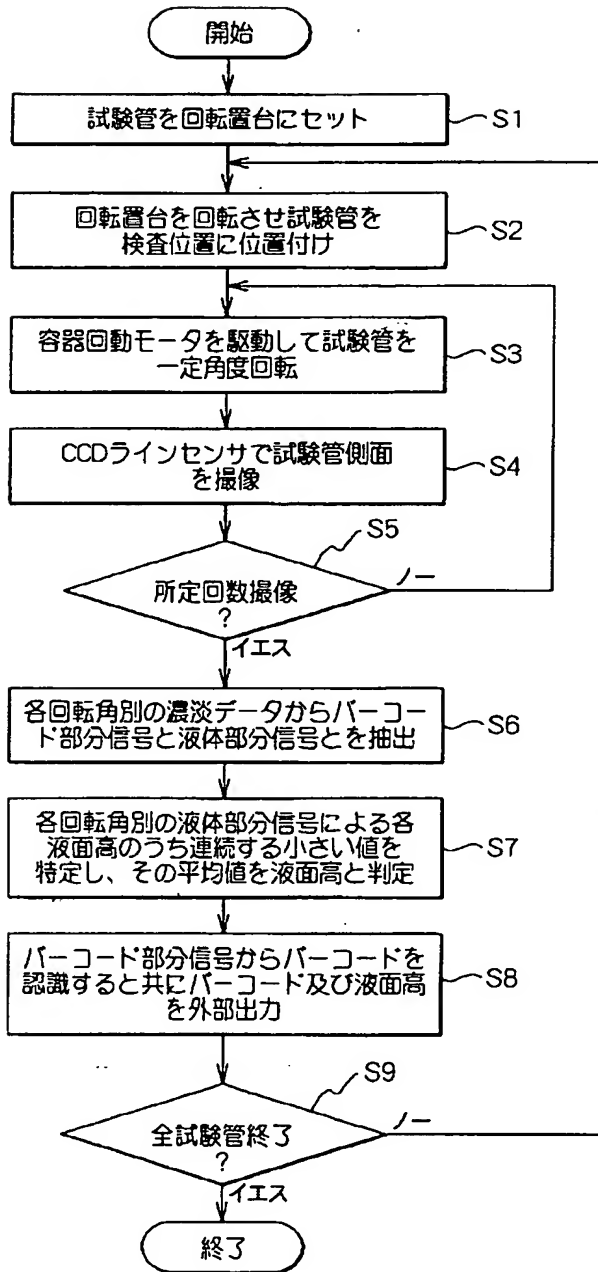 開始
試験管を回転置台にセット
S1
回転置台を回転させ試験管を
検査位置に位置付け
S2
容器回動モータを駆動して試験管を
一定角度回転
S3
CCDラインセンサで試験管側面
を撮像
S4
S5
所定回数撮像
?
ノー
イエス
各回転角別の濃淡データからバーコー
ド部分信号と液体部分信号とを抽出
S6
各回転角別の液体部分信号による各
液面高のうち連続する小さい値を
特定し、その平均値を液面高と判定
S7
バーコード部分信号からバーコードを
認識すると共にバーコード及び液面高
を外部出力
S8
S9
全試験管終了
?
ノー
イエス
終了